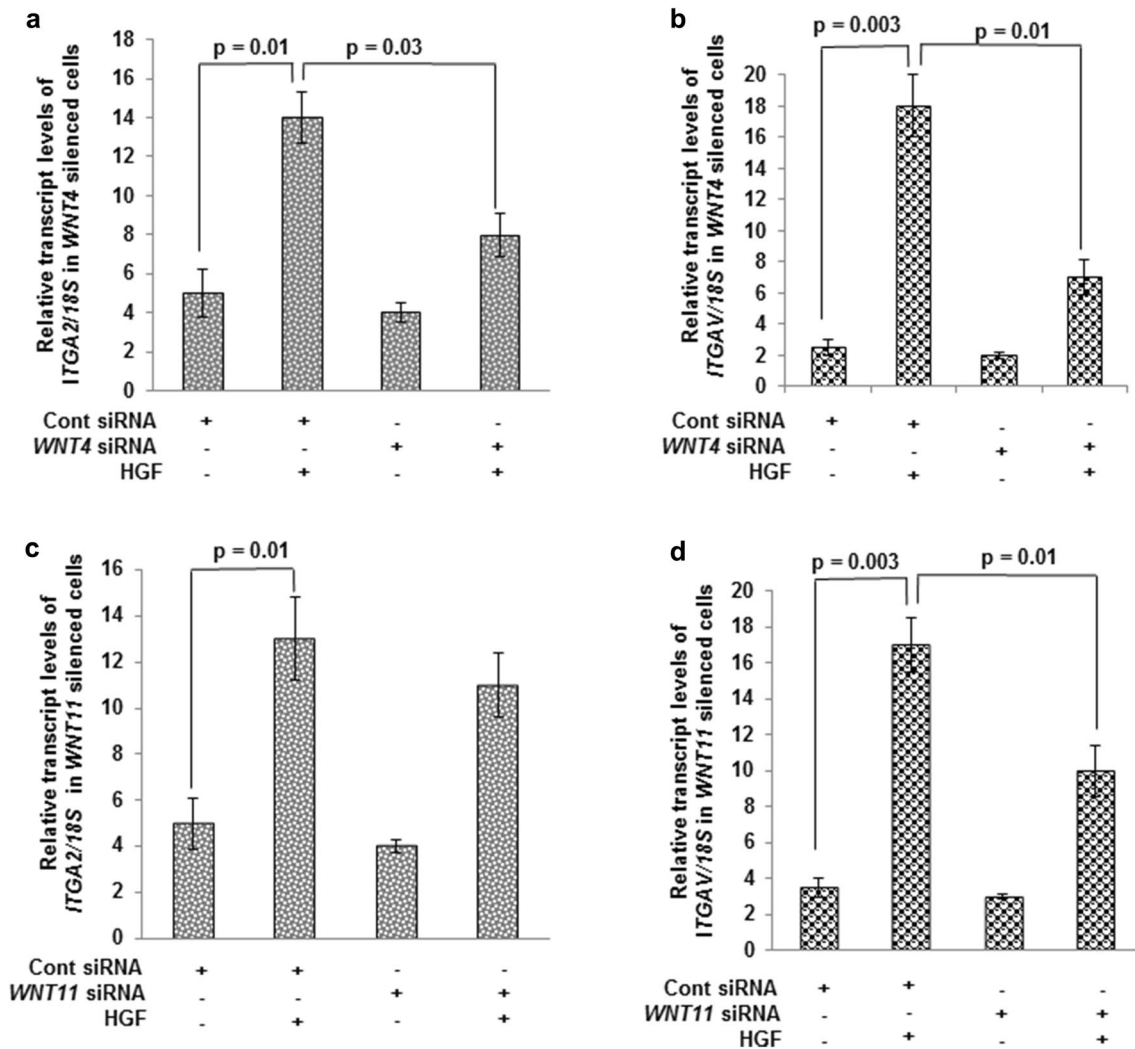 a
p = 0.01
p = 0.03
Relative transcript levels of
ITGA2/18S in WNT4 silenced cells
18
16
14
12
10
8
6
4
2
0
Cont siRNA + + - -
WNT4 siRNA - - + +
HGF - + - +
b
p = 0.003
p = 0.01
Relative transcript levels of
ITGAV/18S in WNT4 silenced cells
20
18
16
14
12
10
8
6
4
2
0
Cont siRNA + + - -
WNT4 siRNA - - + +
HGF - + - +
c
p = 0.01
Relative transcript levels of
ITGA2/18S in WNT11 silenced cells
16
14
12
10
8
6
4
2
0
Cont siRNA + + - -
WNT11 siRNA - - + +
HGF - + - +
d
p = 0.003
p = 0.01
Relative transcript levels of
ITGAV/18S in WNT11 silenced cells
20
18
16
14
12
10
8
6
4
2
0
Cont siRNA + + - -
WNT11 siRNA - - + +
HGF - + - +